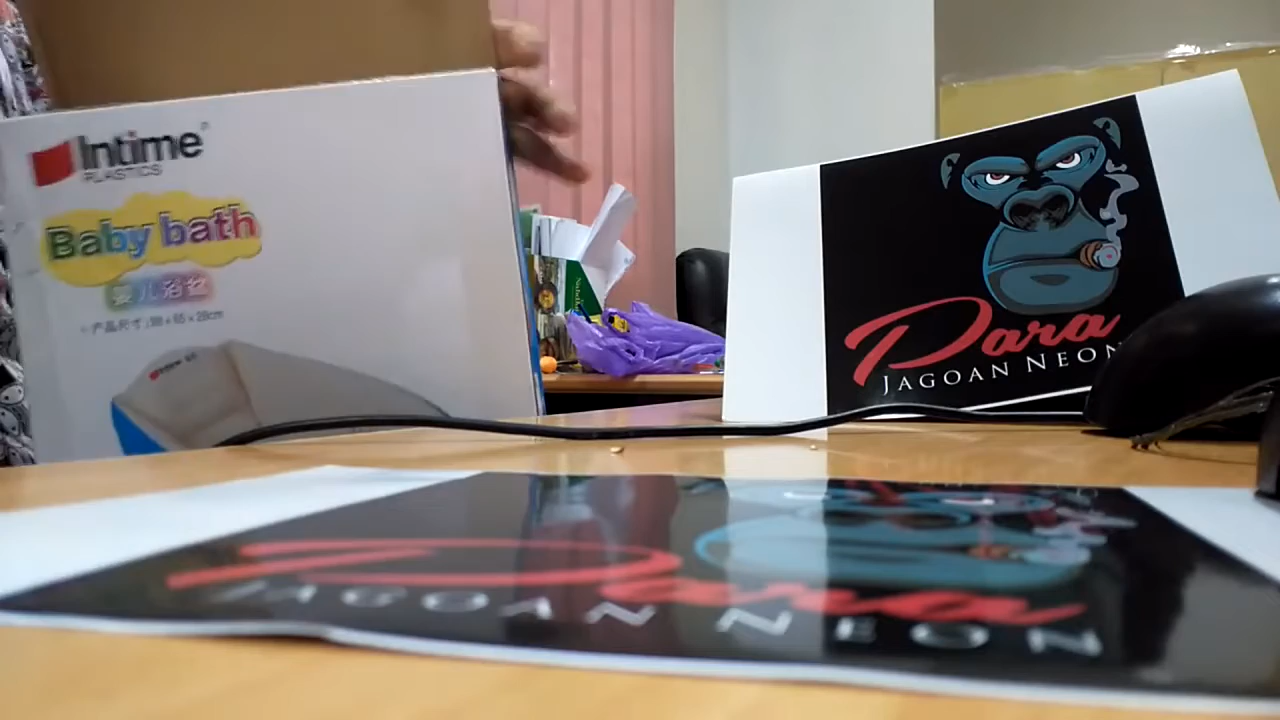 Intime
PLASTICS
Baby bath
婴儿浴盆
Para
JAGOAN NEON
Para
JAGOAN NEON